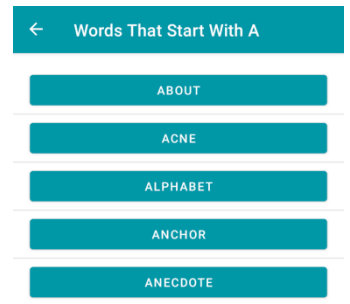 Words That Start With A
ABOUT
ACNE
ALPHABET
ANCHOR
ANECDOTE